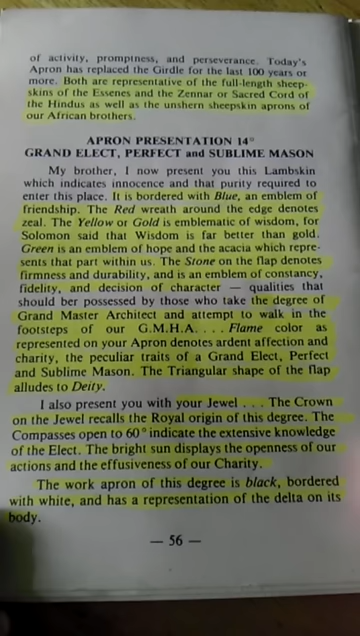 of activity, promptness, and perseverance. Today's
Apron has replaced the Girdle for the last 100 years or
more. Both are representative of the full-length sheep-
skins of the Essenes and the Zennar or Sacred Cord of
the Hindus as well as the unshern sheepskin aprons of
our African brothers.
APRON PRESENTATION 14°
GRAND ELECT, PERFECT and SUBLIME MASON
My brother, I now present you this Lambskin
which indicates innocence and that purity required to
enter this place. It is bordered with Blue, an emblem of
friendship. The Red wreath around the edge denotes
zeal. The Yellow or Gold is emblematic of wisdom, for
Solomon said that Wisdom is far better than gold.
Green is an emblem of hope and the acacia which repre-
sents that part within us. The Stone on the flap denotes
firmness and durability, and is an emblem of constancy,
fidelity, and decision of character — qualities that
should ber possessed by those who take the degree of
Grand Master Architect and attempt to walk in the
footsteps of our G.M.H.A. . . . Flame color as
represented on your Apron denotes ardent affection and
charity, the peculiar traits of a Grand Elect, Perfect
and Sublime Mason. The Triangular shape of the flap
alludes to Deity.
I also present you with your Jewel . . . The Crown
on the Jewel recalls the Royal origin of this degree. The
Compasses open to 60° indicate the extensive knowledge
of the Elect. The bright sun displays the openness of our
actions and the effusiveness of our Charity.
The work apron of this degree is black, bordered
with white, and has a representation of the delta on its
body.
— 56 —